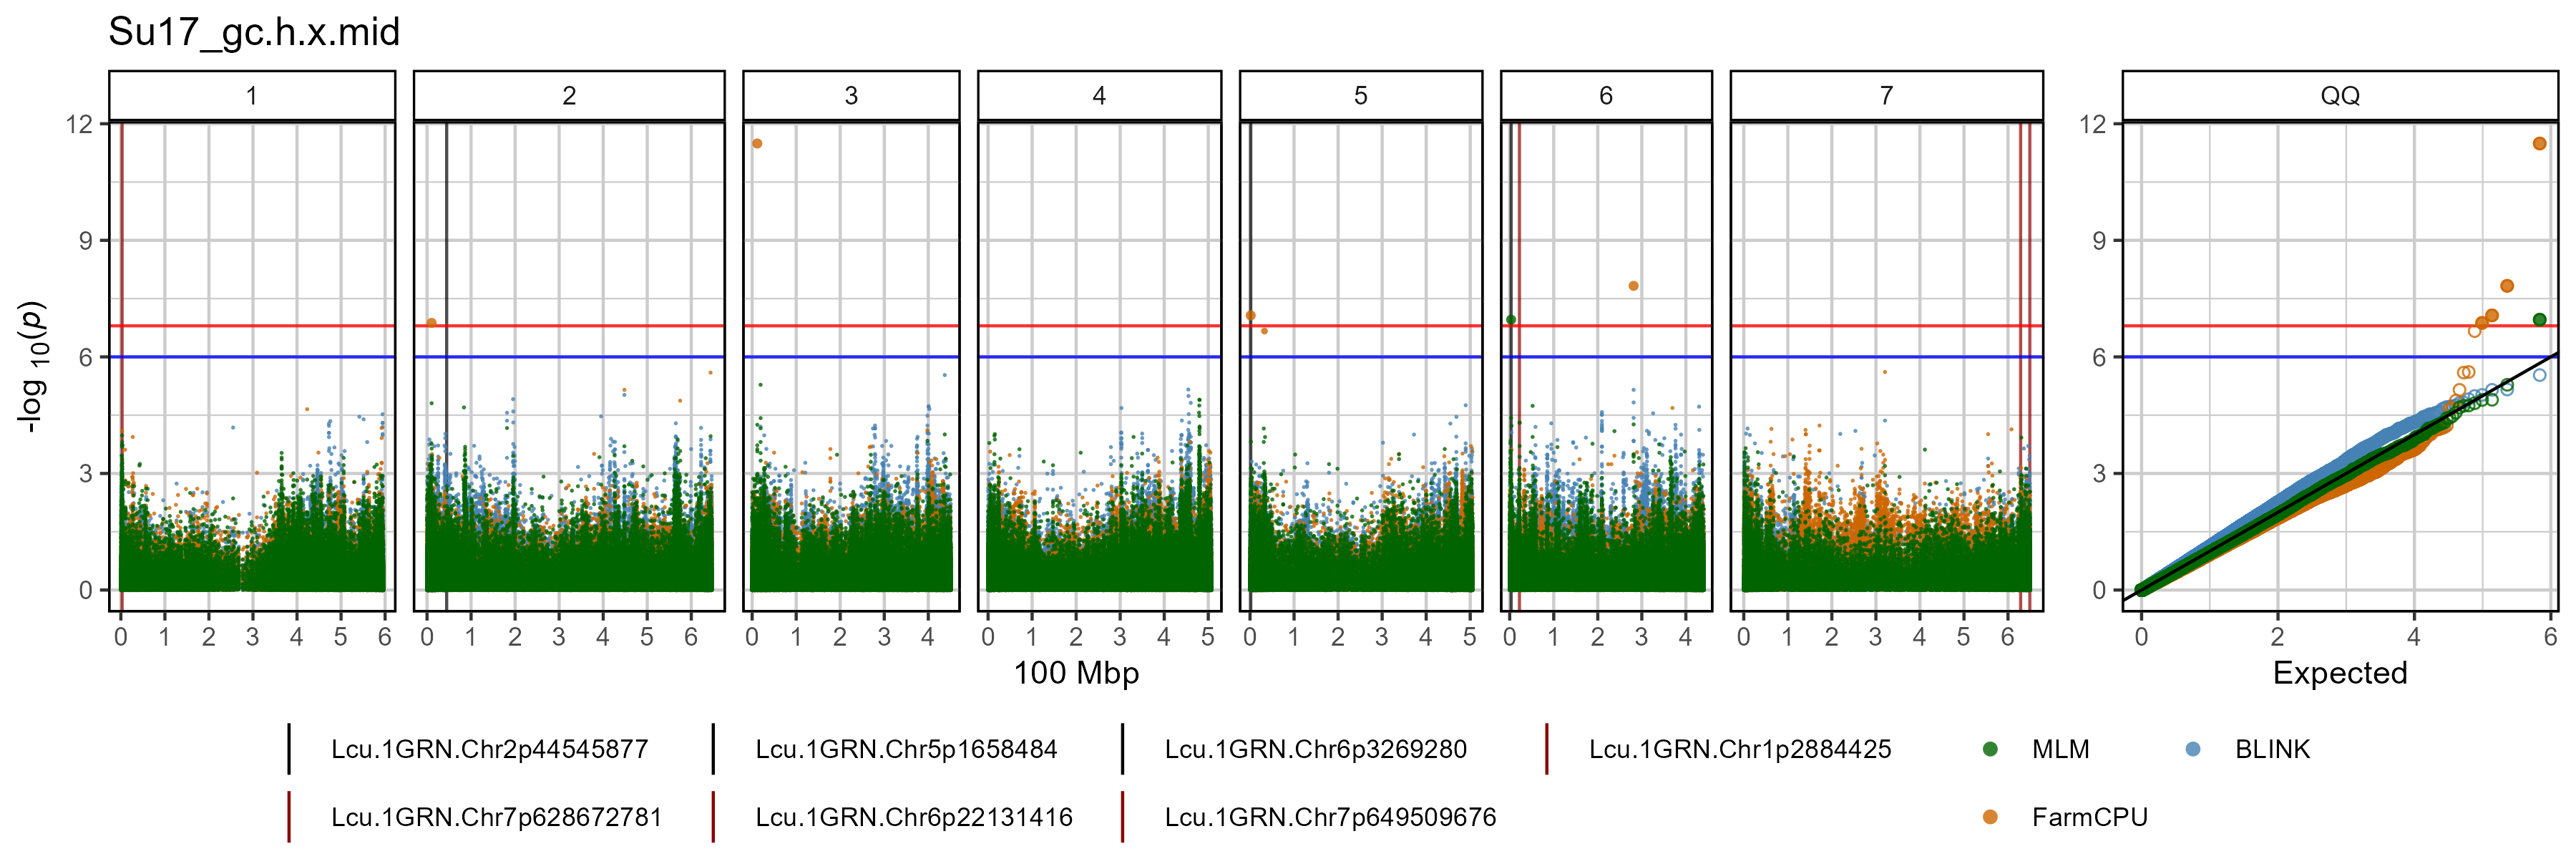 Su17_gc.h.x.mid
1 2 3 4 5 6 7 QQ
12 9 6 3 0
12 9 6 3 0
-log 10(p)
0 1 2 3 4 5 6 0 1 2 3 4 5 6 0 1 2 3 4 0 1 2 3 4 5 0 1 2 3 4 5 0 1 2 3 4 0 1 2 3 4 5 6 0 2 4 6
100 Mbp Expected
Lcu.1GRN.Chr2p44545877 Lcu.1GRN.Chr5p1658484 Lcu.1GRN.Chr6p3269280 Lcu.1GRN.Chr1p2884425 MLM BLINK
Lcu.1GRN.Chr7p628672781 Lcu.1GRN.Chr6p22131416 Lcu.1GRN.Chr7p649509676 FarmCPU